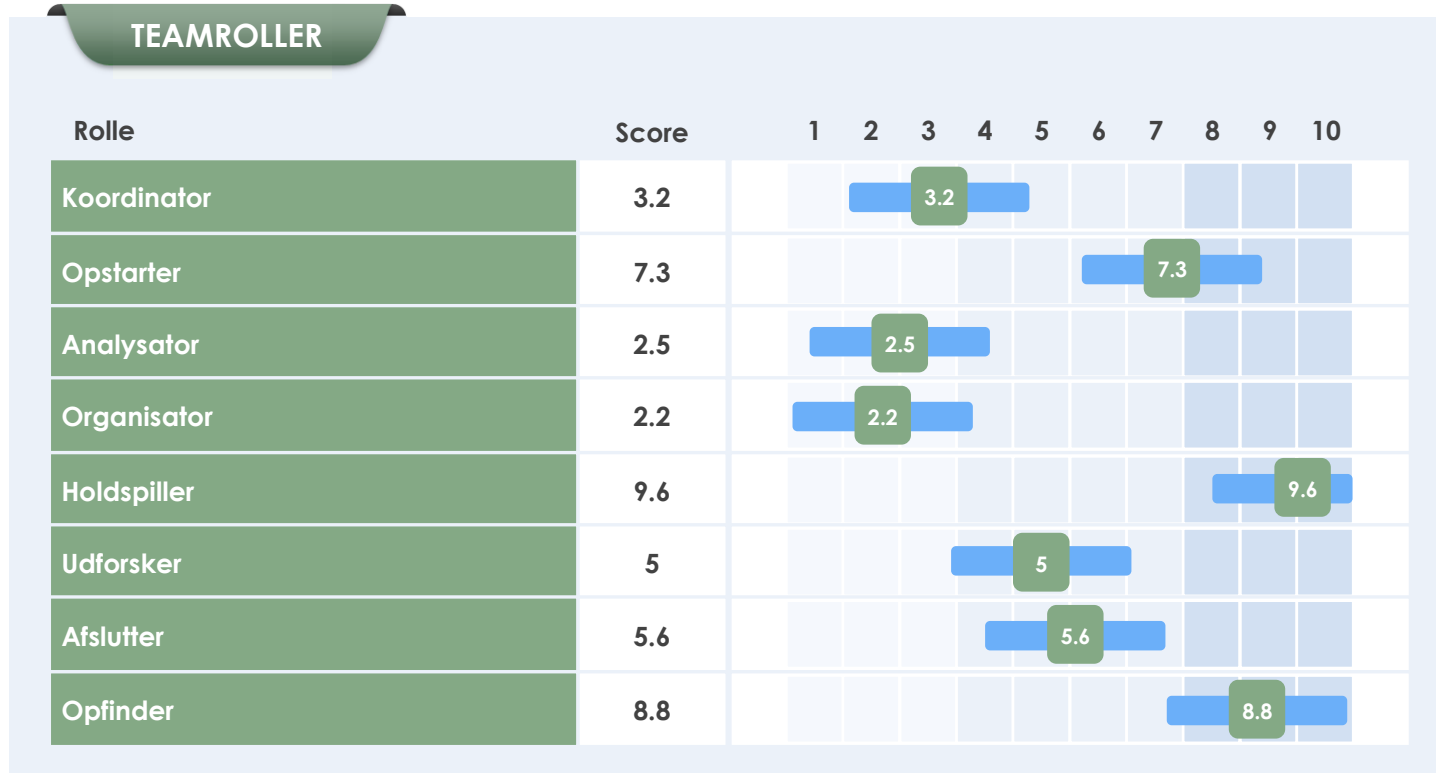 TEAMROLLER
Rolle Score 1 2 3 4 5 6 7 8 9 10
Koordinator 3.2 3.2
Opstarter 7.3 7.3
Analysator 2.5 2.5
Organisator 2.2 2.2
Holdspiller 9.6 9.6
Udforsker 5 5
Afslutter 5.6 5.6
Opfinder 8.8 8.8